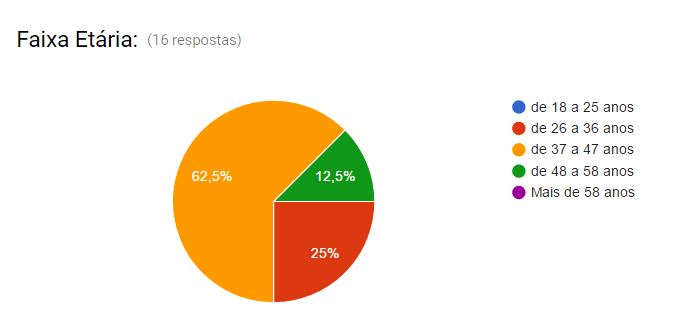 Faixa Etária: (16 respostas)
62,5%
12,5%
25%
de 18 a 25 anos
de 26 a 36 anos
de 37 a 47 anos
de 48 a 58 anos
Mais de 58 anos